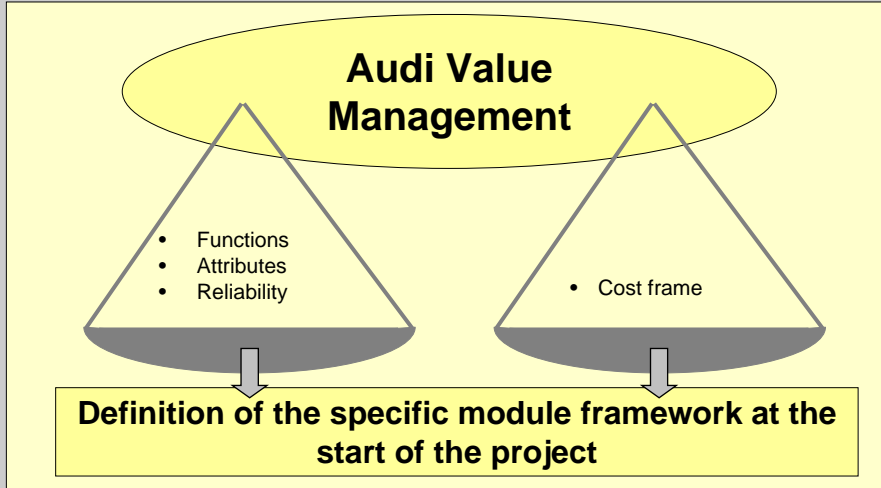 Audi Value
Management
• Functions
• Attributes
• Reliability
• Cost frame
Definition of the specific module framework at the
start of the project